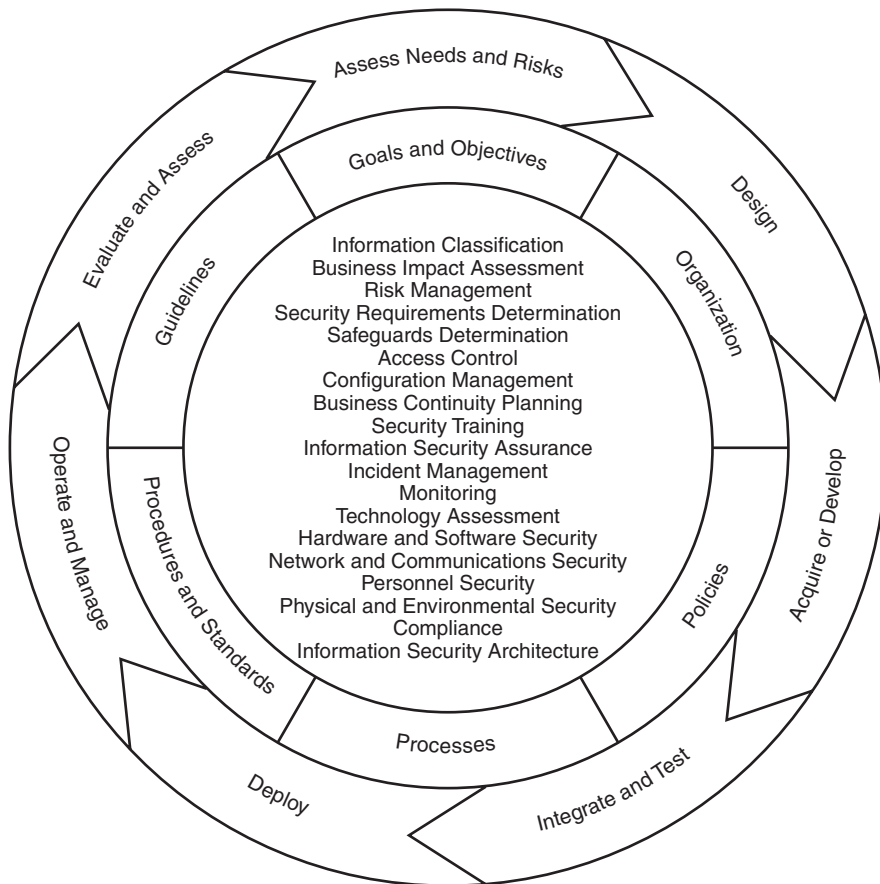 Assess Needs and Risks
Design
Acquire or Develop
Integrate and Test
Deploy
Operate and Manage
Evaluate and Assess
Goals and Objectives
Organization
Policies
Processes
Procedures and Standards
Guidelines
Information Classification
Business Impact Assessment
Risk Management
Security Requirements Determination
Safeguards Determination
Access Control
Configuration Management
Business Continuity Planning
Security Training
Information Security Assurance
Incident Management
Monitoring
Technology Assessment
Hardware and Software Security
Network and Communications Security
Personnel Security
Physical and Environmental Security
Compliance
Information Security Architecture